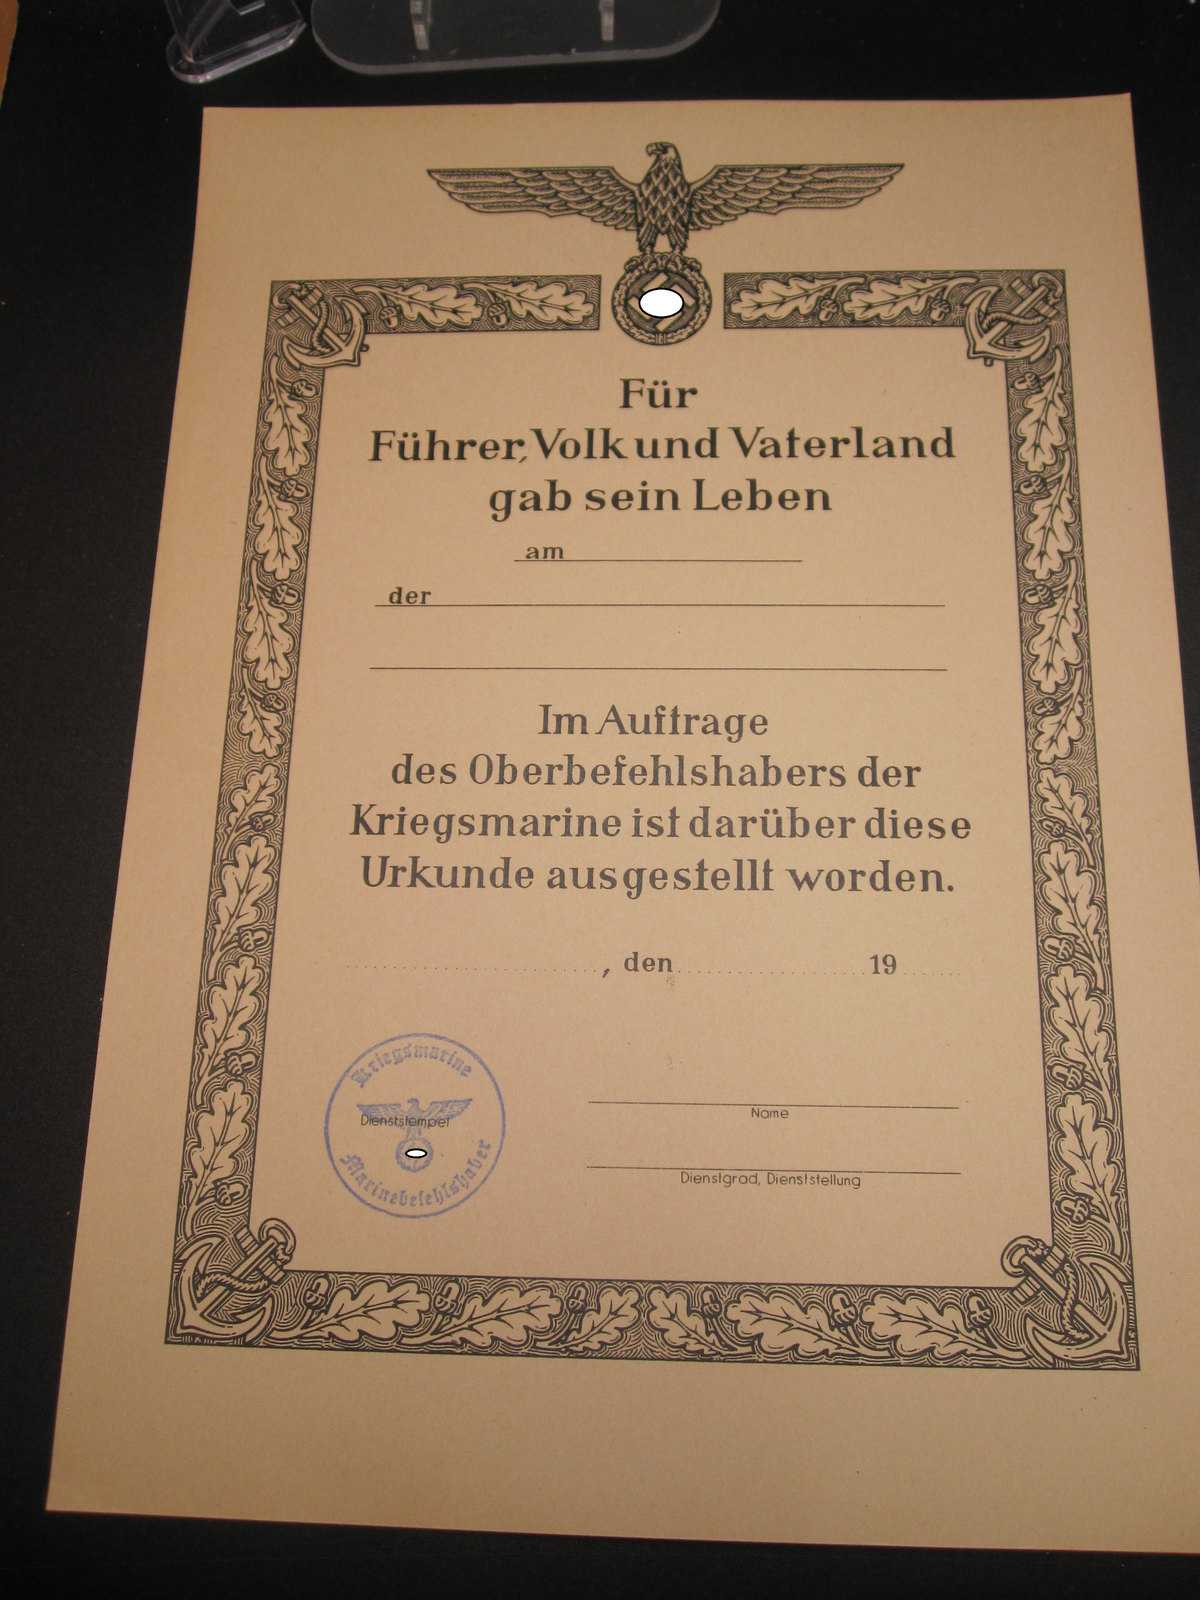 Für
Führer, Volk und Vaterland
gab sein Leben
am
der
Im Auftrage
des Oberbefehlshabers der
Kriegsmarine ist darüber diese
Urkunde ausgestellt worden.
, den 19
Kriegsmarine
Dienststempel
Marinebefehlshaber
Name
Dienstgrad, Dienststellung